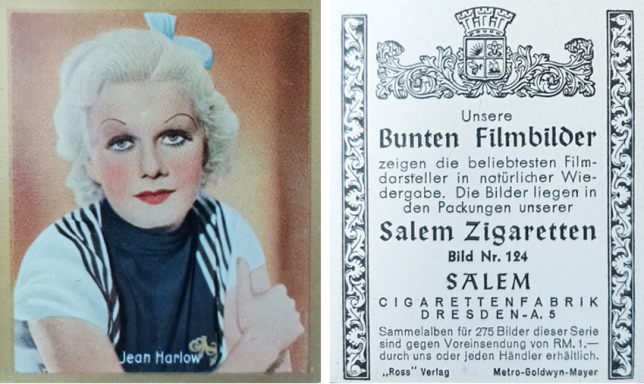 Jean Harlow
Unsere
Bunten Filmbilder
zeigen die beliebtesten Film-
darsteller in natürlicher Wie-
dergabe. Die Bilder liegen in
den Packungen unserer
Salem Zigaretten
Bild Nr. 124
SALEM
CIGARETTENFABRIK
DRESDEN-A. 5
Sammelalben für 275 Bilder dieser Serie
sind gegen Voreinsendung von RM. 1.—
durch uns oder jeden Händler erhältlich.
„Ross" Verlag Metro-Goldwyn-Mayer